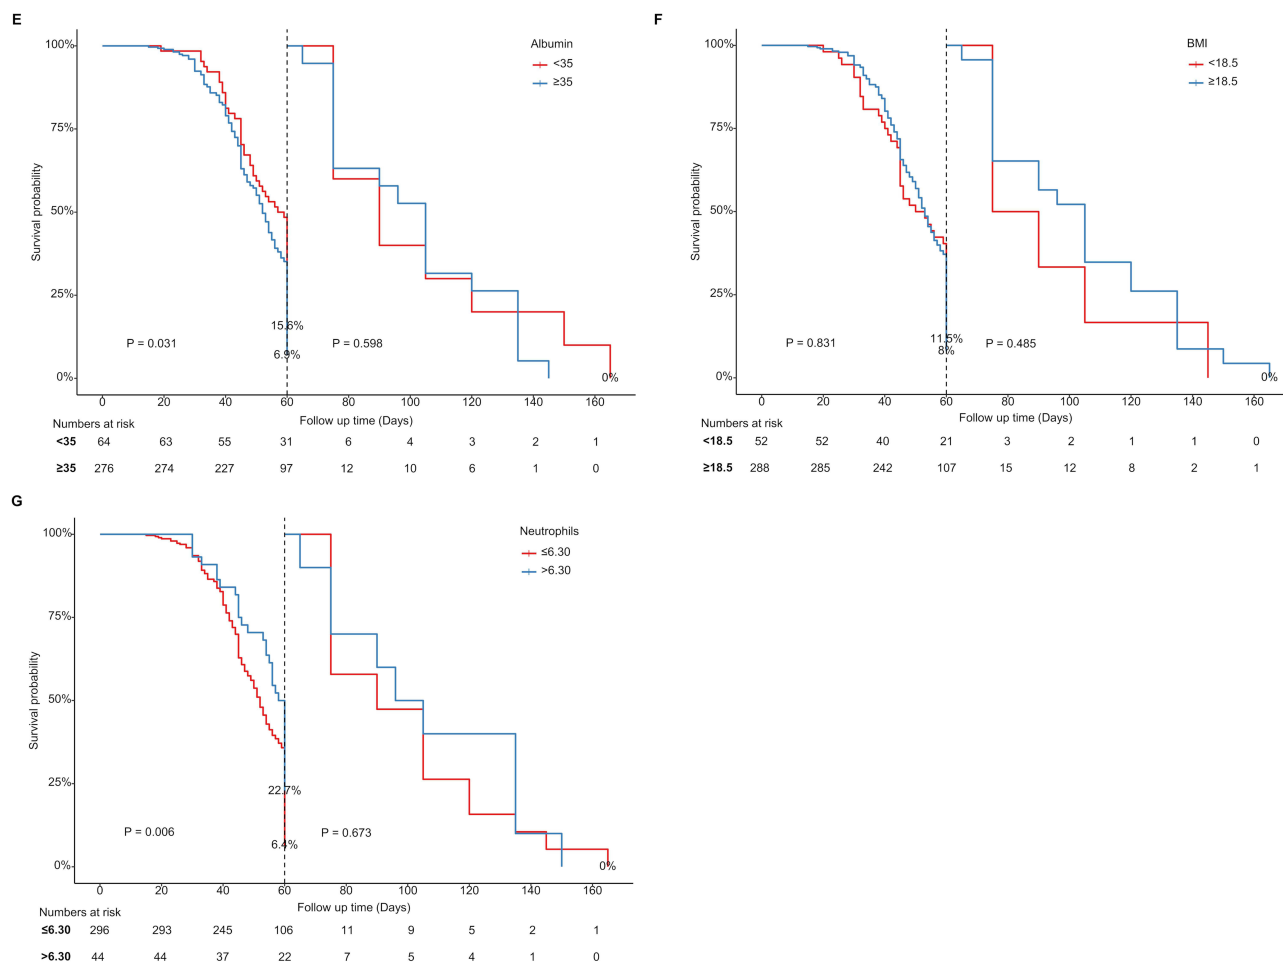 E
Albumin
<35
≥35
100%
75%
50%
25%
0%
Survival probability
15.6%
6.9%
P = 0.031
P = 0.598
0%
0 20 40 60 80 100 120 140 160
Follow up time (Days)
Numbers at risk
<35 64 63 55 31 6 4 3 2 1
≥35 276 274 227 97 12 10 6 1 0
F
BMI
<18.5
≥18.5
100%
75%
50%
25%
0%
Survival probability
11.5%
8%
P = 0.831
P = 0.485
0%
0 20 40 60 80 100 120 140 160
Follow up time (Days)
Numbers at risk
<18.5 52 52 40 21 3 2 1 1 0
≥18.5 288 285 242 107 15 12 8 2 1
G
Neutrophils
≤6.30
>6.30
100%
75%
50%
25%
0%
Survival probability
22.7%
6.4%
P = 0.006
P = 0.673
0%
0 20 40 60 80 100 120 140 160
Follow up time (Days)
Numbers at risk
≤6.30 296 293 245 106 11 9 5 2 1
>6.30 44 44 37 22 7 5 4 1 0